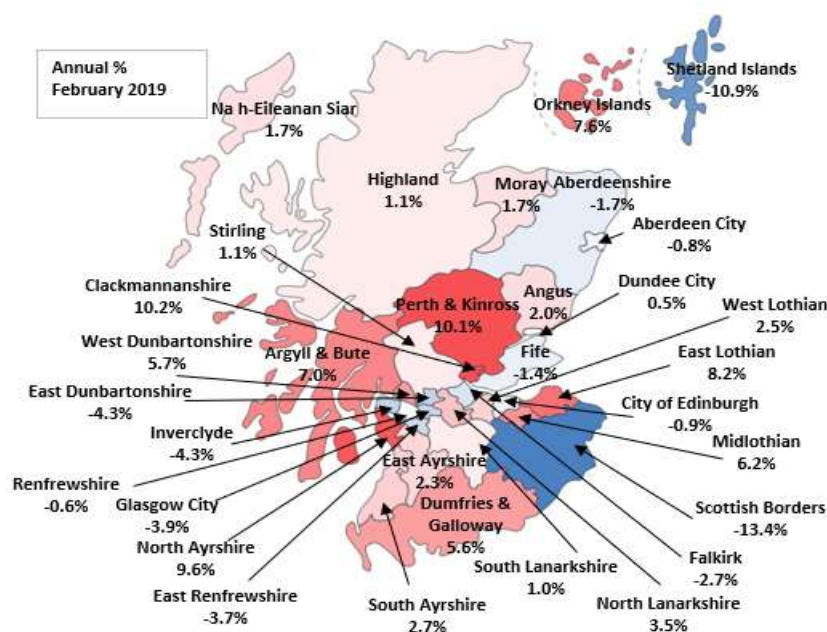 Annual %
February 2019
Shetland Islands
-10.9%
Orkney Islands
7.6%
Na h-Eileanan Siar
1.7%
Highland
1.1%
Moray
1.7%
Aberdeenshire
-1.7%
Aberdeen City
-0.8%
Stirling
1.1%
Clackmannanshire
10.2%
Perth & Kinross
10.1%
Angus
2.0%
Dundee City
0.5%
West Lothian
2.5%
West Dunbartonshire
5.7%
Argyll & Bute
7.0%
Fife
-1.4%
East Lothian
8.2%
East Dunbartonshire
-4.3%
City of Edinburgh
-0.9%
Inverclyde
-4.3%
Midlothian
6.2%
Renfrewshire
-0.6%
Glasgow City
-3.9%
East Ayrshire
2.3%
Dumfries &
Galloway
5.6%
Scottish Borders
-13.4%
North Ayrshire
9.6%
East Renfrewshire
-3.7%
South Ayrshire
2.7%
South Lanarkshire
1.0%
Falkirk
-2.7%
North Lanarkshire
3.5%